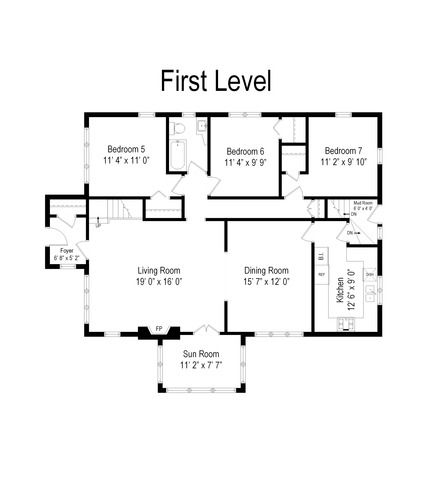 First Level
Bedroom 5
11' 4" x 11' 0"
Bedroom 6
11' 4" x 9' 9"
Bedroom 7
11' 2" x 9' 10"
Mud Room
6' 0" x 4' 0"
DN
DN
Foyer
6' 8" x 5' 2"
Living Room
19' 0" x 16' 0"
Dining Room
15' 7" x 12' 0"
B.I.
REF
Kitchen
12' 6" x 9' 0"
DISH
FP
Sun Room
11' 2" x 7' 7"